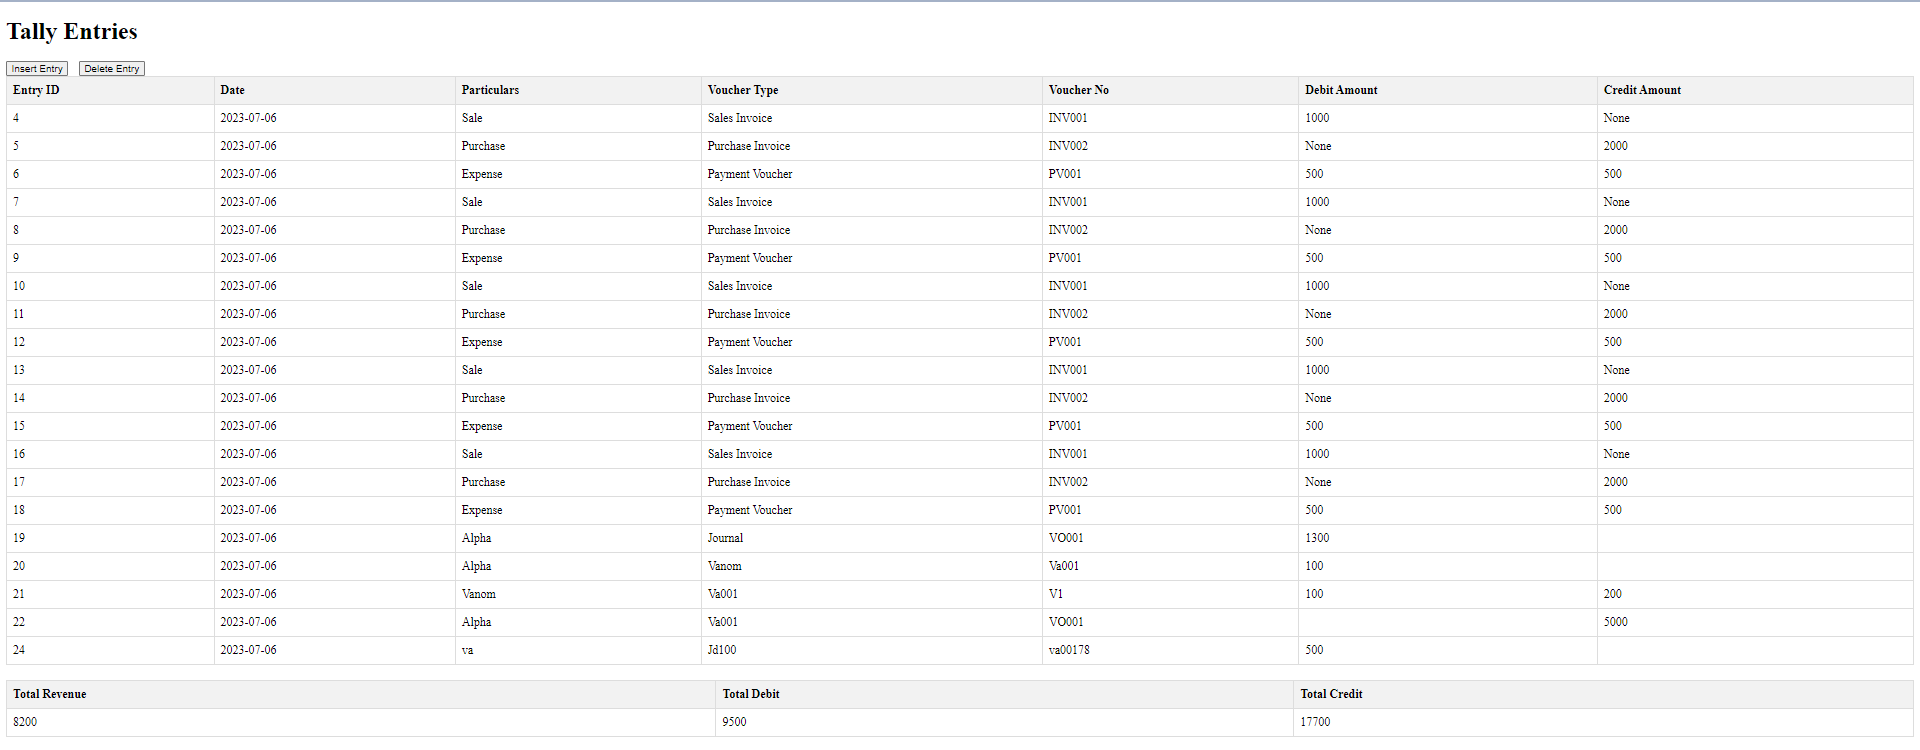 Tally Entries
Insert Entry Delete Entry
Entry ID Date Particulars Voucher Type Voucher No Debit Amount Credit Amount
4 2023-07-06 Sale Sales Invoice INV001 1000 None
5 2023-07-06 Purchase Purchase Invoice INV002 None 2000
6 2023-07-06 Expense Payment Voucher PV001 500 500
7 2023-07-06 Sale Sales Invoice INV001 1000 None
8 2023-07-06 Purchase Purchase Invoice INV002 None 2000
9 2023-07-06 Expense Payment Voucher PV001 500 500
10 2023-07-06 Sale Sales Invoice INV001 1000 None
11 2023-07-06 Purchase Purchase Invoice INV002 None 2000
12 2023-07-06 Expense Payment Voucher PV001 500 500
13 2023-07-06 Sale Sales Invoice INV001 1000 None
14 2023-07-06 Purchase Purchase Invoice INV002 None 2000
15 2023-07-06 Expense Payment Voucher PV001 500 500
16 2023-07-06 Sale Sales Invoice INV001 1000 None
17 2023-07-06 Purchase Purchase Invoice INV002 None 2000
18 2023-07-06 Expense Payment Voucher PV001 500 500
19 2023-07-06 Alpha Journal VO001 1300
20 2023-07-06 Alpha Vanom Va001 100
21 2023-07-06 Vanom Va001 V1 100 200
22 2023-07-06 Alpha Va001 VO001 5000
24 2023-07-06 va Jd100 va00178 500
Total Revenue Total Debit Total Credit
8200 9500 17700